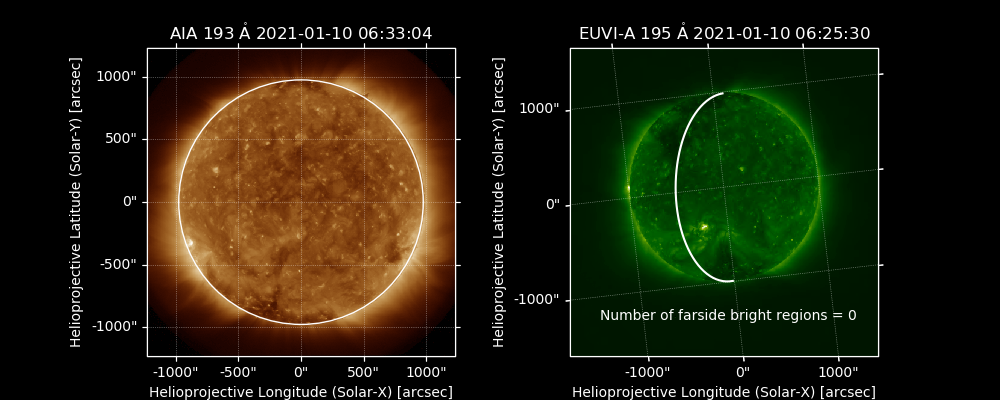 AIA 193 Å 2021-01-10 06:33:04
Helioprojective Latitude (Solar-Y) [arcsec]
1000"
500"
0"
-500"
-1000"
-1000"
-500"
0"
500"
1000"
Helioprojective Longitude (Solar-X) [arcsec]
EUVI-A 195 Å 2021-01-10 06:25:30
Helioprojective Latitude (Solar-Y) [arcsec]
1000"
0"
-1000"
Number of farside bright regions = 0
-1000"
0"
1000"
Helioprojective Longitude (Solar-X) [arcsec]